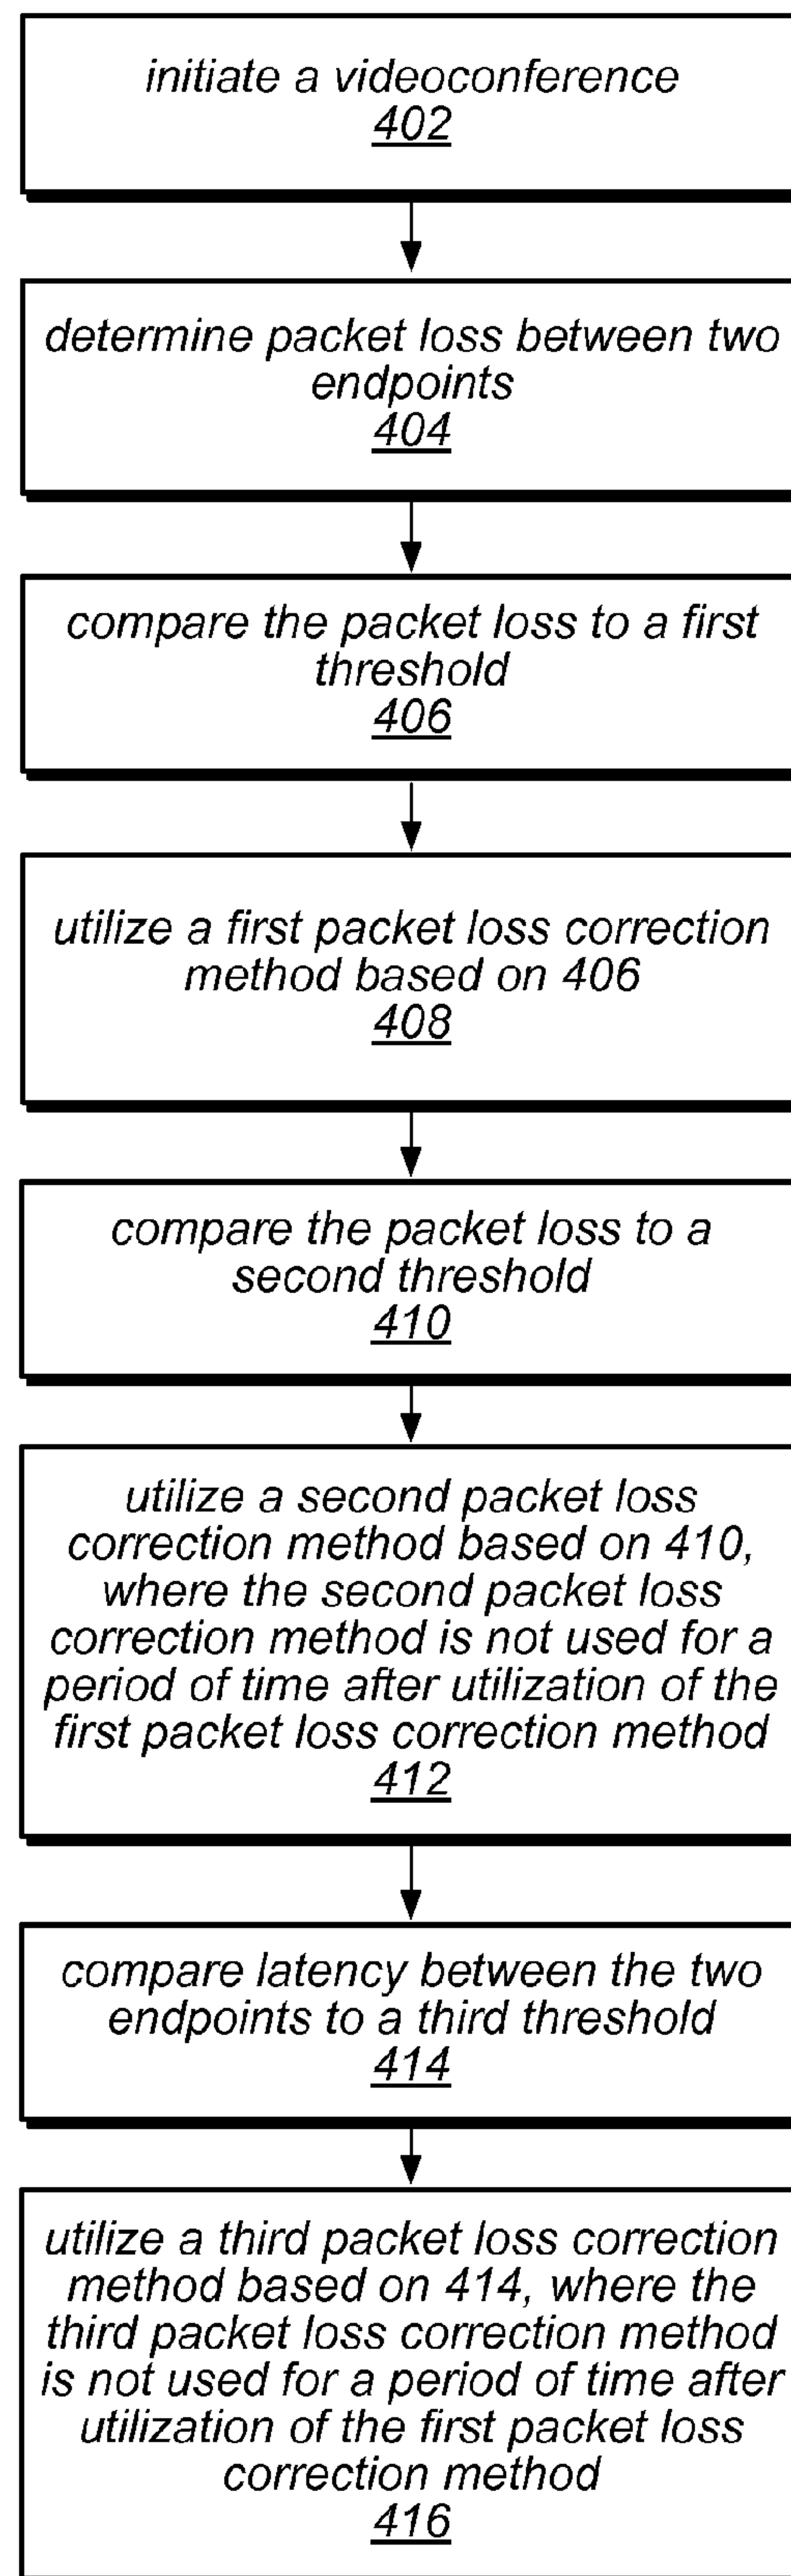 initiate a videoconference
402
determine packet loss between two
endpoints
404
compare the packet loss to a first
threshold
406
utilize a first packet loss correction
method based on 406
408
compare the packet loss to a
second threshold
410
utilize a second packet loss
correction method based on 410,
where the second packet loss
correction method is not used for a
period of time after utilization of the
first packet loss correction method
412
compare latency between the two
endpoints to a third threshold
414
utilize a third packet loss correction
method based on 414, where the
third packet loss correction method
is not used for a period of time after
utilization of the first packet loss
correction method
416